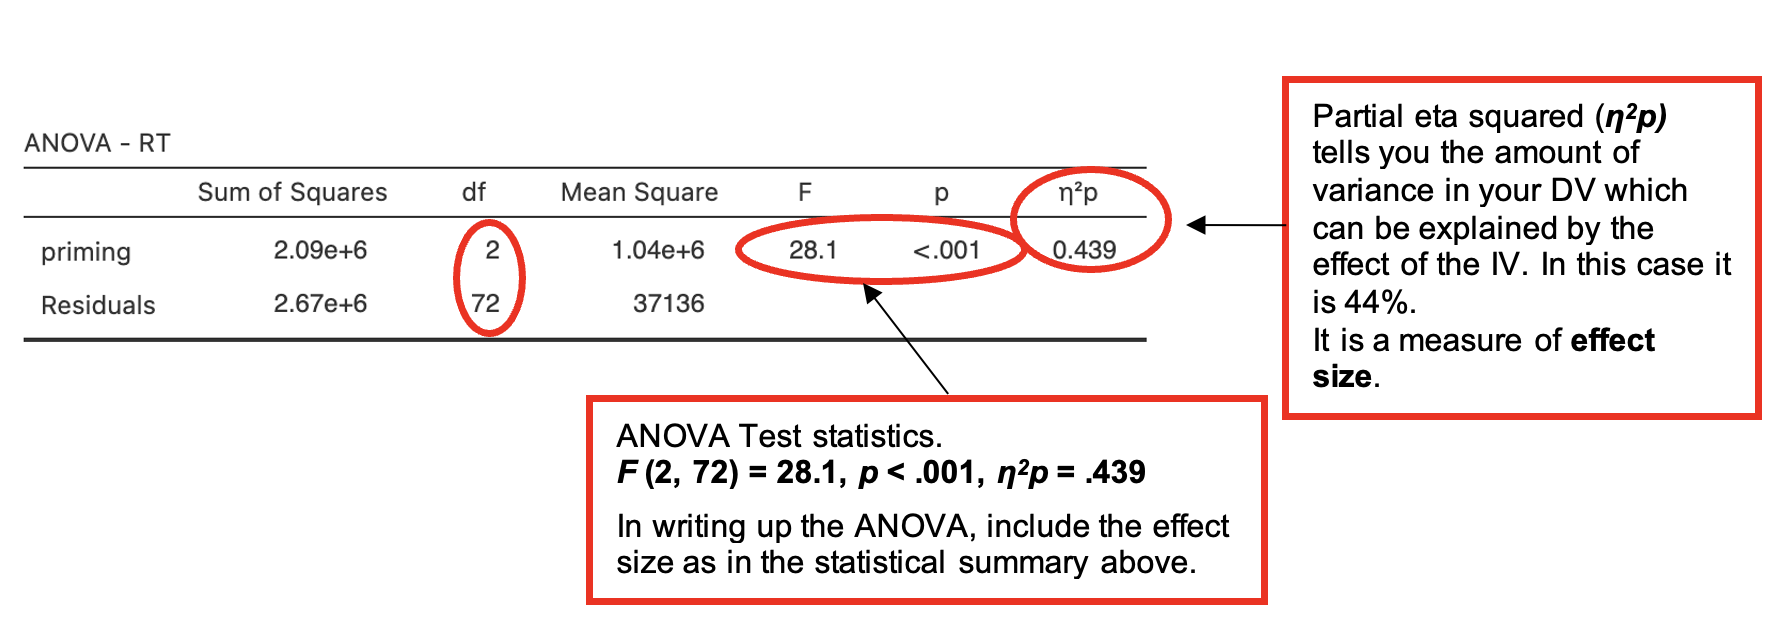 ANOVA - RT
Sum of Squares df Mean Square F p η²p
priming 2.09e+6 2 1.04e+6 28.1 <.001 0.439
Residuals 2.67e+6 72 37136
Partial eta squared (η²p)
tells you the amount of
variance in your DV which
can be explained by the
effect of the IV. In this case it
is 44%.
It is a measure of effect
size.
ANOVA Test statistics.
F (2, 72) = 28.1, p < .001, η²p = .439
In writing up the ANOVA, include the effect
size as in the statistical summary above.